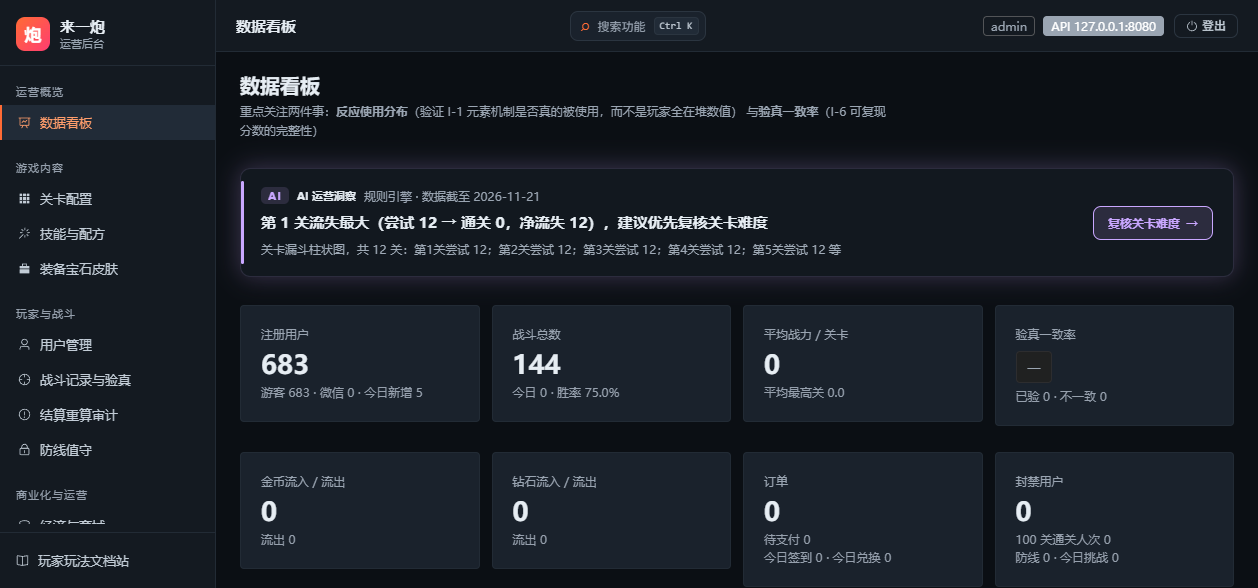 炮
来一炮
运营后台
数据看板
搜索功能 Ctrl K
admin
API 127.0.0.1:8080
登出
运营概览
数据看板
游戏内容
关卡配置
技能与配方
装备宝石皮肤
玩家与战斗
用户管理
战斗记录与验真
结算重算审计
防线值守
商业化与运营
经济与商城
玩家玩法文档站
数据看板
重点关注两件事：反应使用分布（验证 I-1 元素机制是否真的被使用，而不是玩家全在堆数值） 与验真一致率（I-6 可复现
分数的完整性）
AI AI 运营洞察 规则引擎 · 数据截至 2026-11-21
第 1 关流失最大（尝试 12 → 通关 0，净流失 12），建议优先复核关卡难度
关卡漏斗柱状图，共 12 关：第1关尝试 12；第2关尝试 12；第3关尝试 12；第4关尝试 12；第5关尝试 12 等
复核关卡难度 →
注册用户
683
游客 683 · 微信 0 · 今日新增 5
战斗总数
144
今日 0 · 胜率 75.0%
平均战力 / 关卡
0
平均最高关 0.0
验真一致率
—
已验 0 · 不一致 0
金币流入 / 流出
0
流出 0
钻石流入 / 流出
0
流出 0
订单
0
待支付 0
今日签到 0 · 今日兑换 0
封禁用户
0
100 关通关人次 0
防线 0 · 今日挑战 0